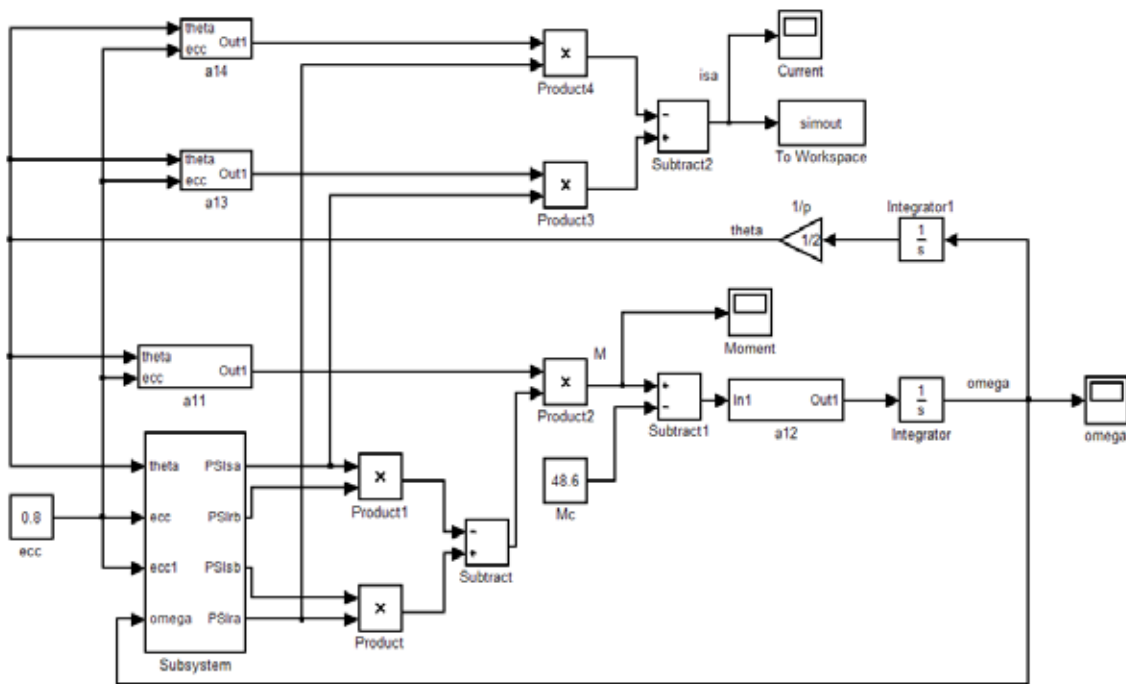 theta
ecc
Out1
a14
Product4
isa
Current
simout
To Workspace
Subtract2
theta
ecc
Out1
a13
Product3
theta
1/p
1/2
Integrator1
1
s
theta
ecc
Out1
a11
Product2
M
Moment
Subtract1
In1
Out1
a12
1
s
Integrator
omega
omega
48.6
Mc
0.8
ecc
theta
ecc
ecc1
omega
PSIsa
PSIrb
PSIsb
PSIra
Subsystem
Product1
Product
Subtract